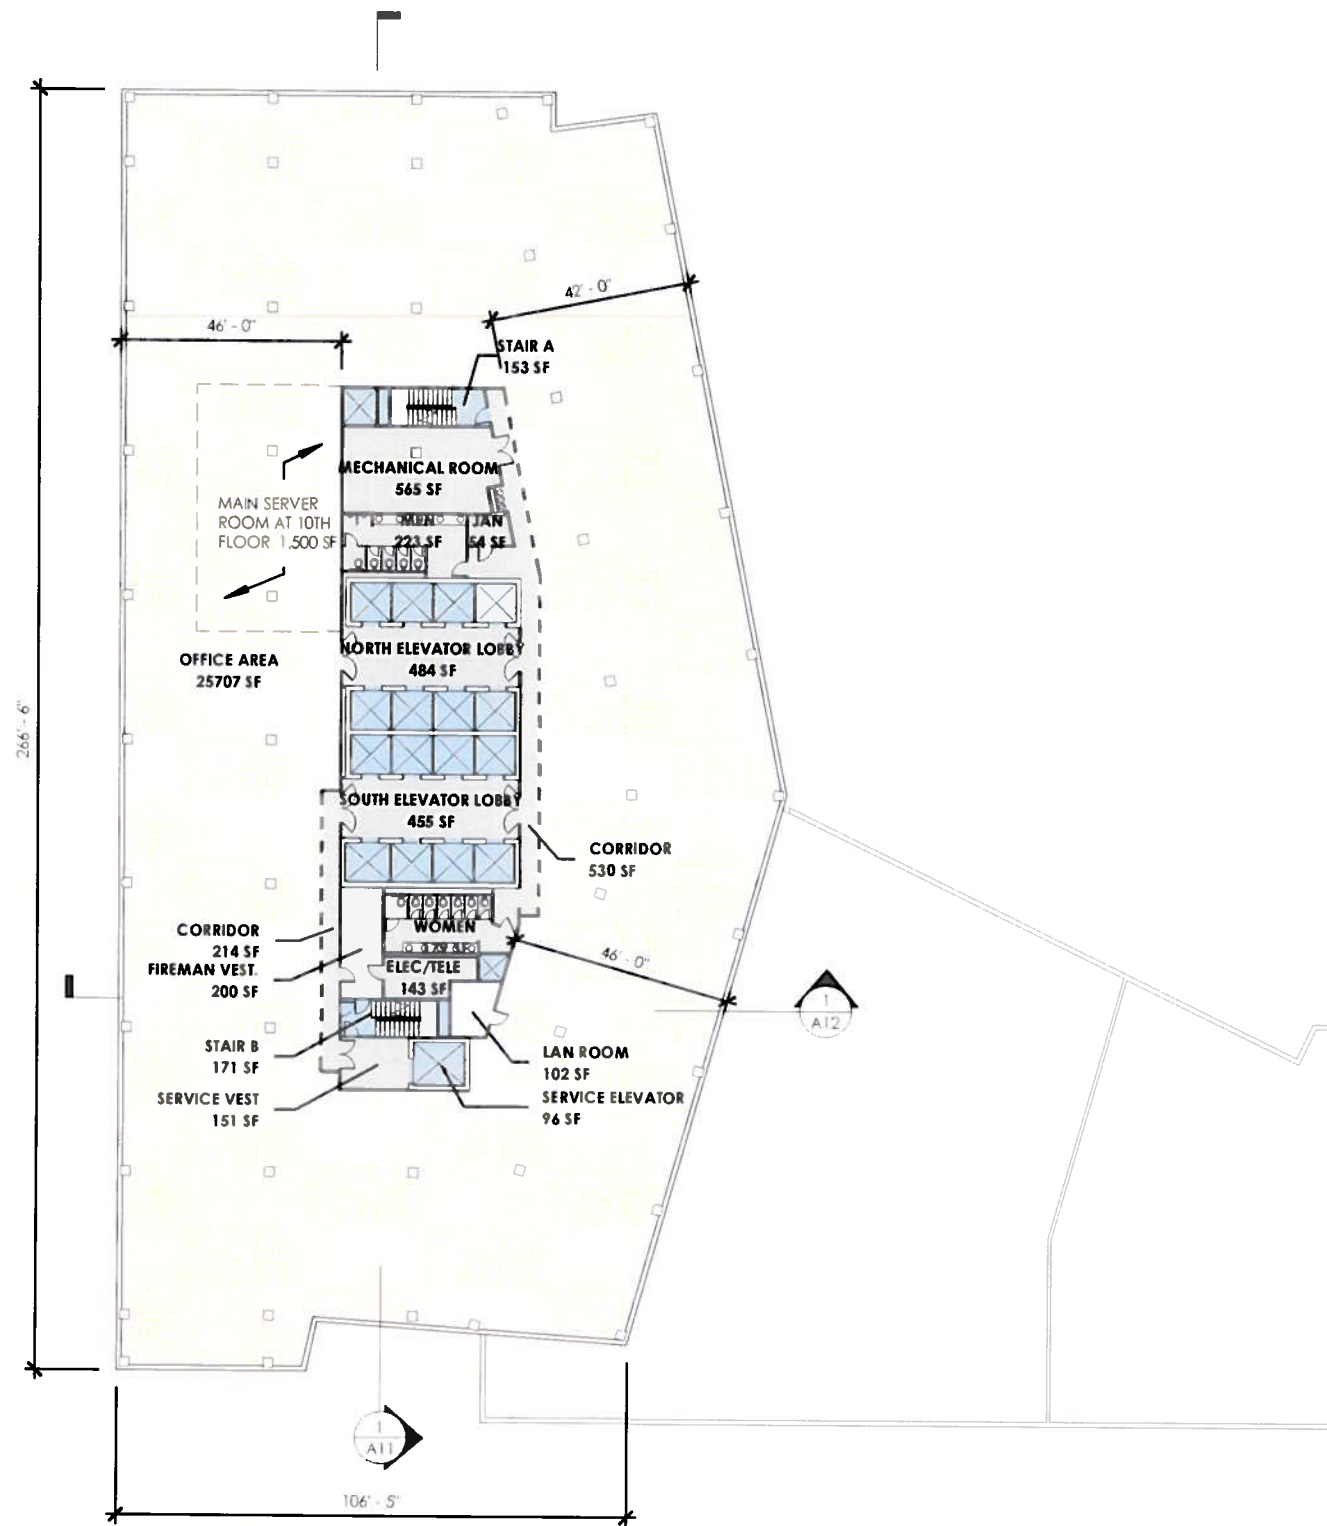 42' - 0"
46' - 0"
STAIR A
153 SF
MECHANICAL ROOM
565 SF
MAIN SERVER
ROOM AT 10TH
FLOOR 1,500 SF
MEN
223 SF
JAN
54 SF
NORTH ELEVATOR LOBBY
484 SF
OFFICE AREA
25707 SF
266' - 6"
SOUTH ELEVATOR LOBBY
455 SF
CORRIDOR
530 SF
CORRIDOR
214 SF
WOMEN
46' - 0"
FIREMAN VEST.
200 SF
ELEC/TELE
143 SF
1
A12
STAIR B
171 SF
LAN ROOM
102 SF
SERVICE VEST
151 SF
SERVICE ELEVATOR
96 SF
1
A11
106' - 5"